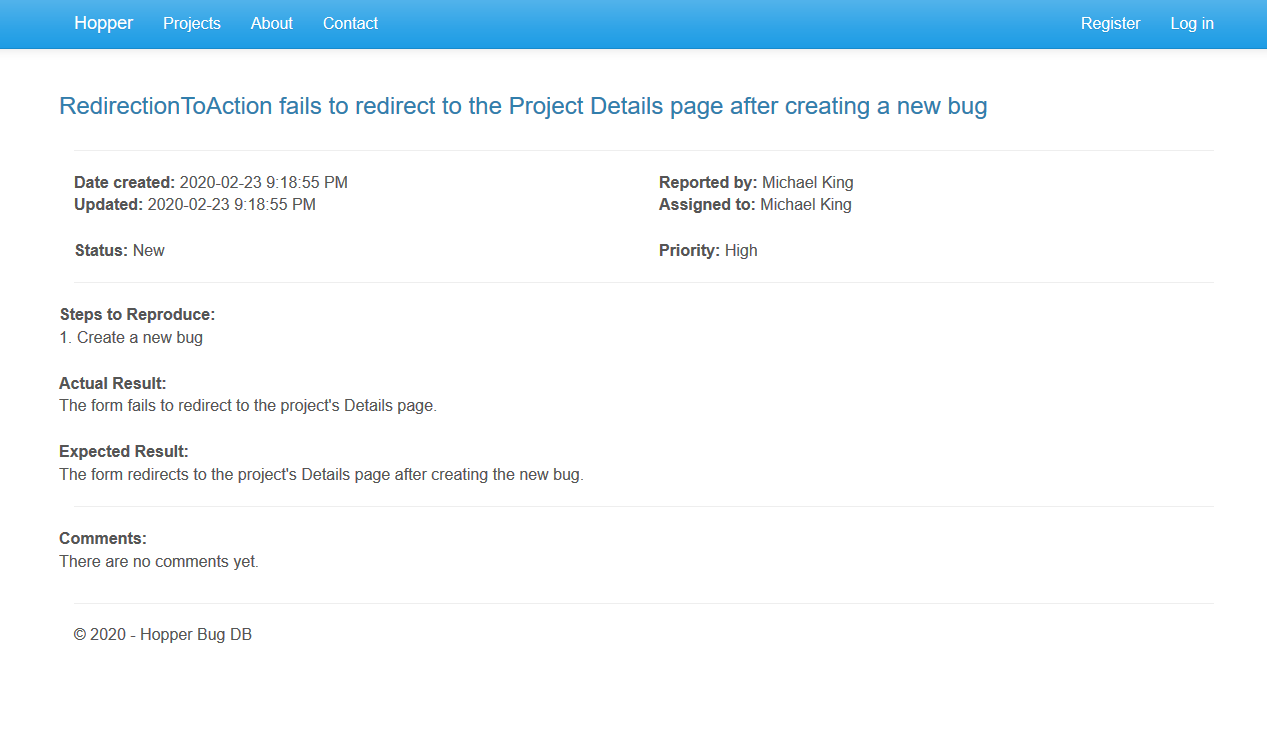 Hopper Projects About Contact Register Log in
RedirectionToAction fails to redirect to the Project Details page after creating a new bug
Date created: 2020-02-23 9:18:55 PM Reported by: Michael King
Updated: 2020-02-23 9:18:55 PM Assigned to: Michael King
Status: New Priority: High
Steps to Reproduce:
1. Create a new bug
Actual Result:
The form fails to redirect to the project's Details page.
Expected Result:
The form redirects to the project's Details page after creating the new bug.
Comments:
There are no comments yet.
© 2020 - Hopper Bug DB